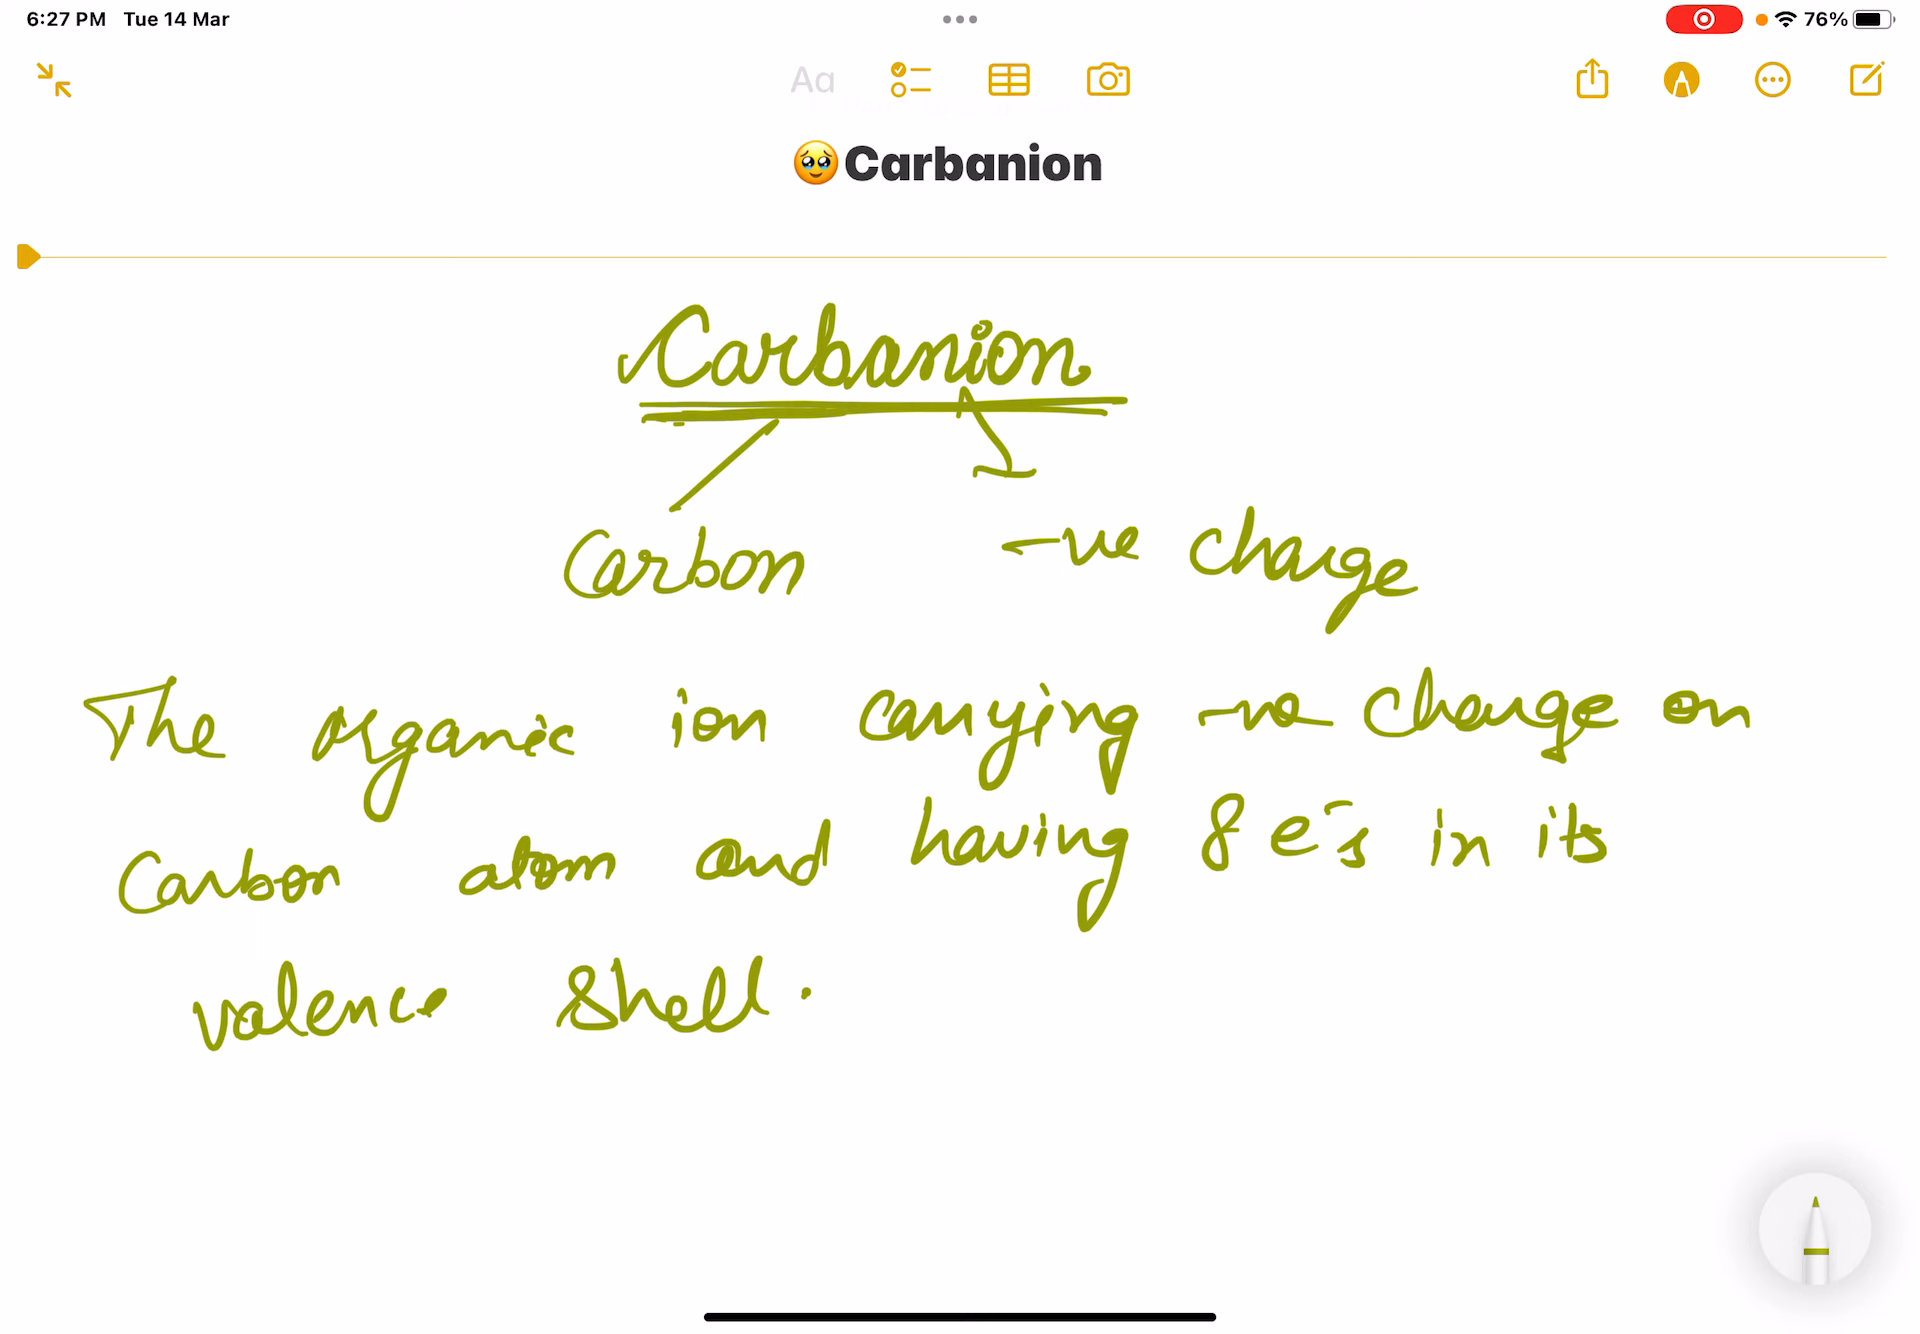 6:27 PM Tue 14 Mar 76%
Aa
🥹Carbanion
Carbanion
Carbon -ve charge
The organic ion carrying -ve charge on
Carbon atom and having 8 e⁻s in its
valence shell.